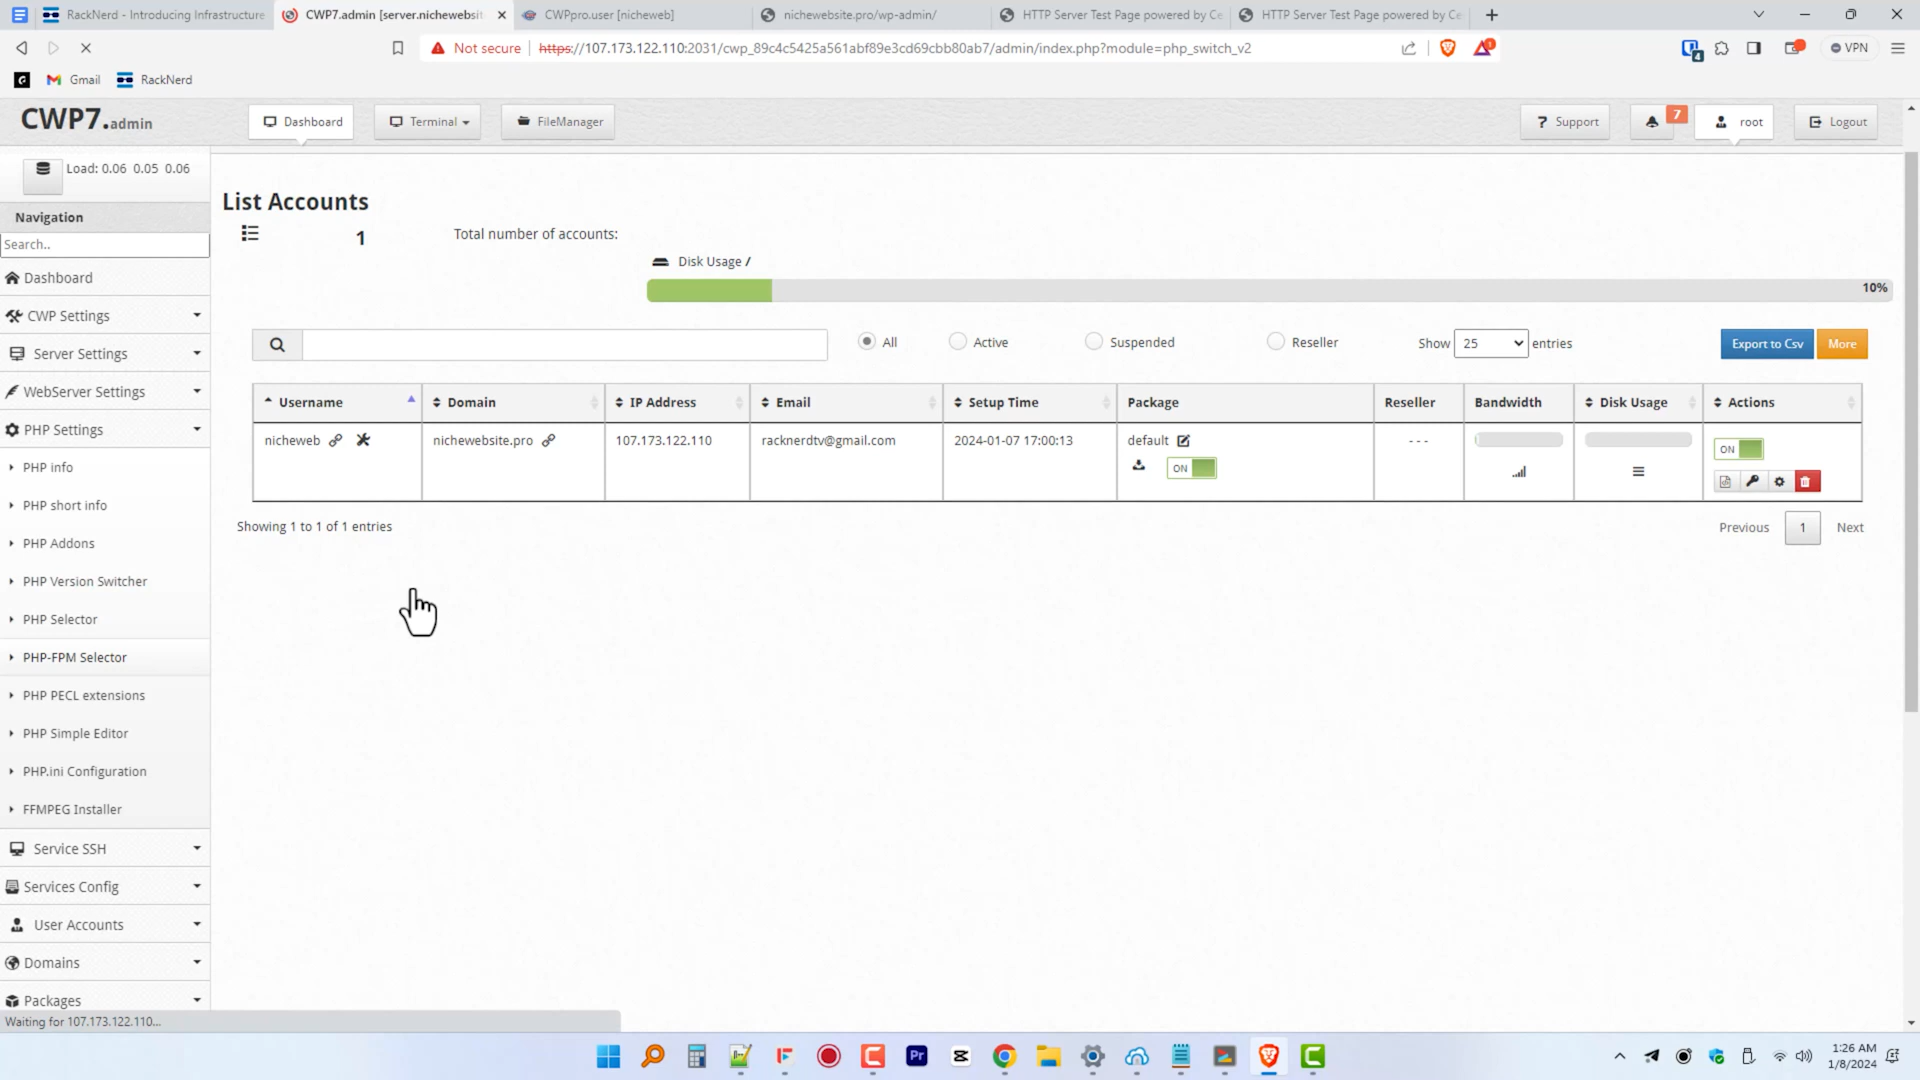 RackNerd - Introducing Infrastructure
CWP7.admin [server.nichewebsit
CWPpro.user [nicheweb]
nichewebsite.pro/wp-admin/
HTTP Server Test Page powered by Ce
HTTP Server Test Page powered by Ce
Not secure
https://107.173.122.110:2031/cwp_89c4c5425a561abf89e3cd69cbb80ab7/admin/index.php?module=php_switch_v2
1
4
VPN
Gmail
RackNerd
CWP7.admin
Dashboard
Terminal
FileManager
? Support
7
root
Logout
Load: 0.06 0.05 0.06
Navigation
Search..
Dashboard
CWP Settings
Server Settings
WebServer Settings
PHP Settings
PHP info
PHP short info
PHP Addons
PHP Version Switcher
PHP Selector
PHP-FPM Selector
PHP PECL extensions
PHP Simple Editor
PHP.ini Configuration
FFMPEG Installer
Service SSH
Services Config
User Accounts
Domains
Packages
Waiting for 107.173.122.110...
List Accounts
1
Total number of accounts:
Disk Usage /
10%
All
Active
Suspended
Reseller
Show 25 entries
Export to Csv
More
Username
Domain
IP Address
Email
Setup Time
Package
Reseller
Bandwidth
Disk Usage
Actions
nicheweb
nichewebsite.pro
107.173.122.110
racknerdtv@gmail.com
2024-01-07 17:00:13
default
ON
- - -
ON
Showing 1 to 1 of 1 entries
Previous
1
Next
Pr
1:26 AM
1/8/2024